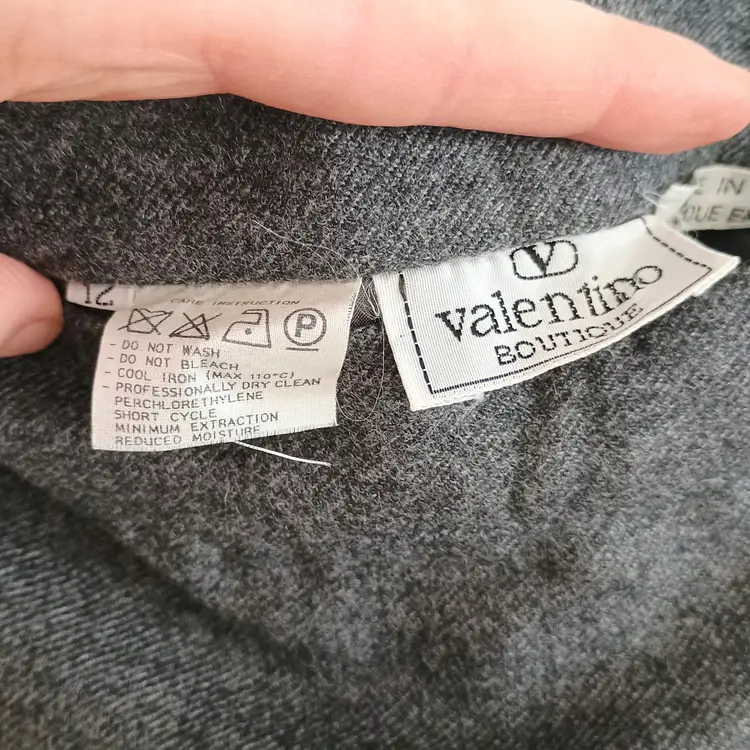 12
CARE INSTRUCTION
P
- DO NOT WASH
- DO NOT BLEACH
- COOL IRON (MAX 110°C)
- PROFESSIONALLY DRY CLEAN
PERCHLORETHYLENE
SHORT CYCLE
MINIMUM EXTRACTION
REDUCED MOISTURE
V
valentino
BOUTIQUE
IN